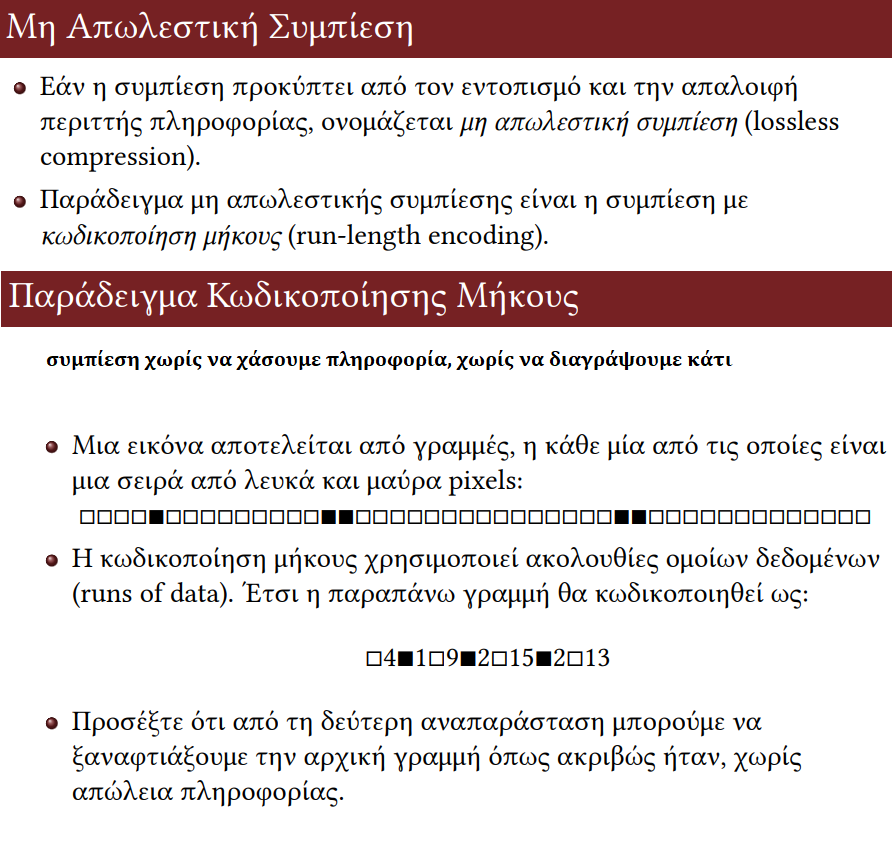 Μη Απωλεστική Συμπίεση
Εάν η συμπίεση προκύπτει από τον εντοπισμό και την απαλοιφή
περιττής πληροφορίας, ονομάζεται μη απωλεστική συμπίεση (lossless
compression).
Παράδειγμα μη απωλεστικής συμπίεσης είναι η συμπίεση με
κωδικοποίηση μήκους (run-length encoding).
Παράδειγμα Κωδικοποίησης Μήκους
συμπίεση χωρίς να χάσουμε πληροφορία, χωρίς να διαγράψουμε κάτι
Μια εικόνα αποτελείται από γραμμές, η κάθε μία από τις οποίες είναι
μια σειρά από λευκά και μαύρα pixels:
□□□□■□□□□□□□□□■■□□□□□□□□□□□□□□□■■□□□□□□□□□□□□□
Η κωδικοποίηση μήκους χρησιμοποιεί ακολουθίες ομοίων δεδομένων
(runs of data). Έτσι η παραπάνω γραμμή θα κωδικοποιηθεί ως:
□4■1□9■2□15■2□13
Προσέξτε ότι από τη δεύτερη αναπαράσταση μπορούμε να
ξαναφτιάξουμε την αρχική γραμμή όπως ακριβώς ήταν, χωρίς
απώλεια πληροφορίας.